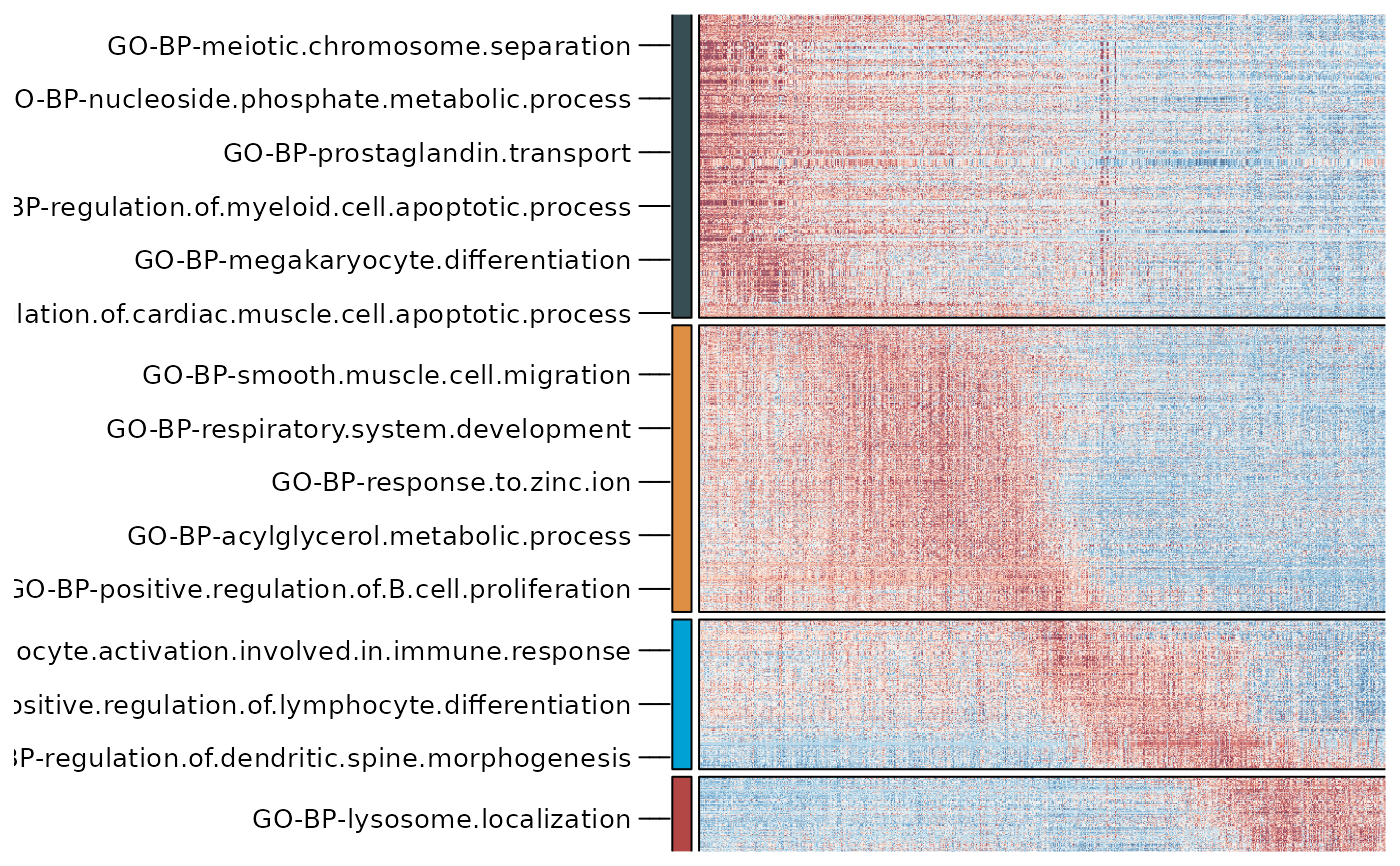 GO-BP-meiotic.chromosome.separation
O-BP-nucleoside.phosphate.metabolic.process
GO-BP-prostaglandin.transport
BP-regulation.of.myeloid.cell.apoptotic.process
GO-BP-megakaryocyte.differentiation
lation.of.cardiac.muscle.cell.apoptotic.process
GO-BP-smooth.muscle.cell.migration
GO-BP-respiratory.system.development
GO-BP-response.to.zinc.ion
GO-BP-acylglycerol.metabolic.process
GO-BP-positive.regulation.of.B.cell.proliferation
ocyte.activation.involved.in.immune.response
ositive.regulation.of.lymphocyte.differentiation
BP-regulation.of.dendritic.spine.morphogenesis
GO-BP-lysosome.localization